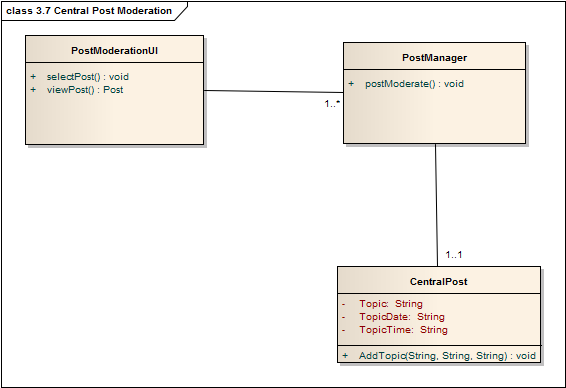 class 3.7 Central Post Moderation
PostModerationUI
+ selectPost() : void
+ viewPost() : Post
1..*
PostManager
+ postModerate() : void
1..1
CentralPost
- Topic: String
- TopicDate: String
- TopicTime: String
+ AddTopic(String, String, String) : void